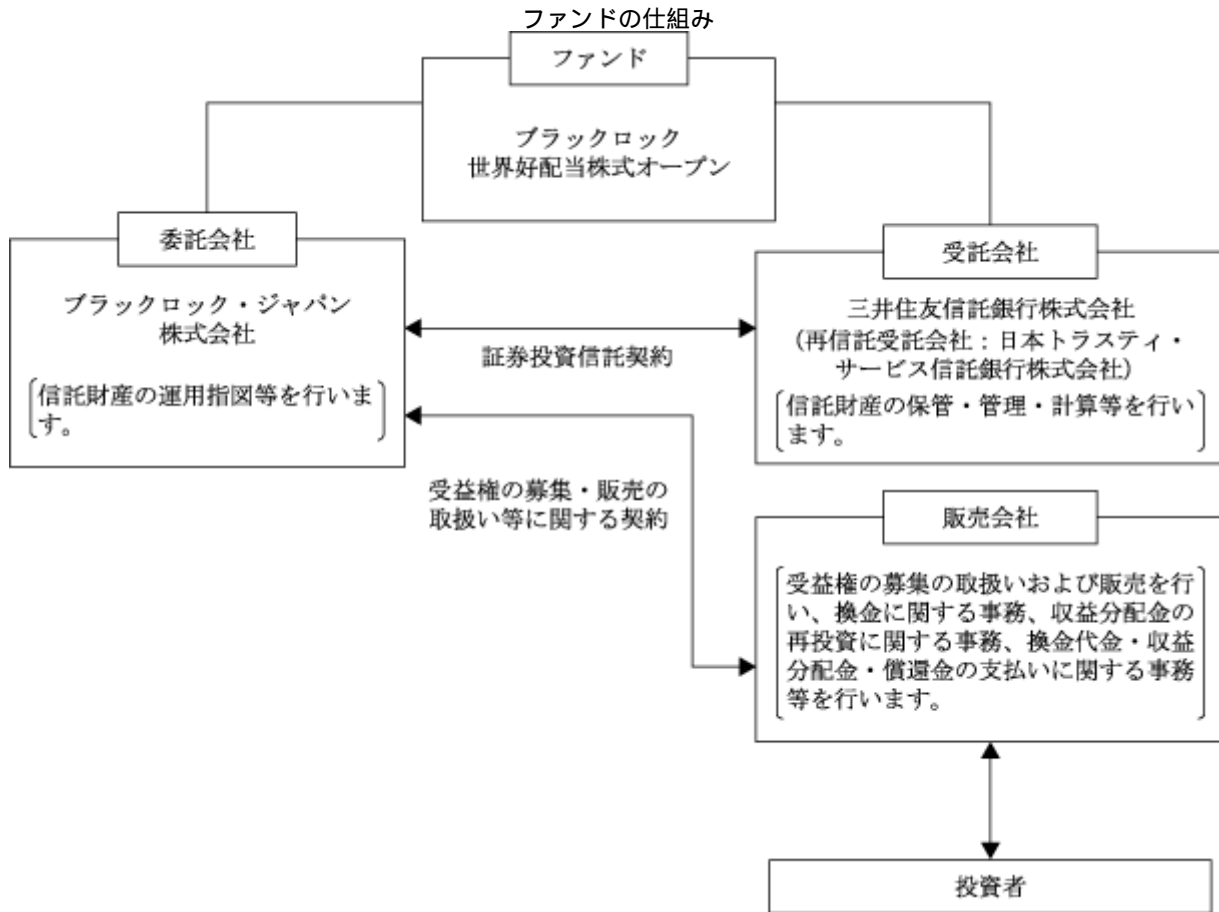 ファンドの仕組み
ファンド
ブラックロック
世界好配当株式オープン
委託会社
ブラックロック・ジャパン
株式会社
信託財産の運用指図等を行いま
す。
証券投資信託契約
受託会社
三井住友信託銀行株式会社
(再信託受託会社：日本トラスティ・
サービス信託銀行株式会社)
信託財産の保管・管理・計算等を行い
ます。
受益権の募集・販売の
取扱い等に関する契約
販売会社
受益権の募集の取扱いおよび販売を行
い、換金に関する事務、収益分配金の
再投資に関する事務、換金代金・収益
分配金・償還金の支払いに関する事務
等を行います。
投資者